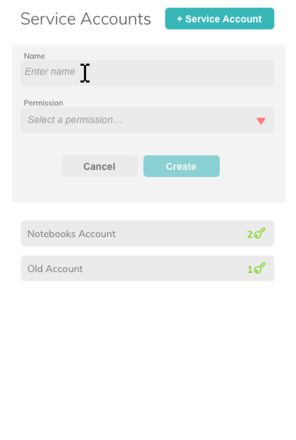 Service Accounts
+ Service Account
Name
Enter name
Permission
Select a permission...
Cancel
Create
Notebooks Account
2
Old Account
1